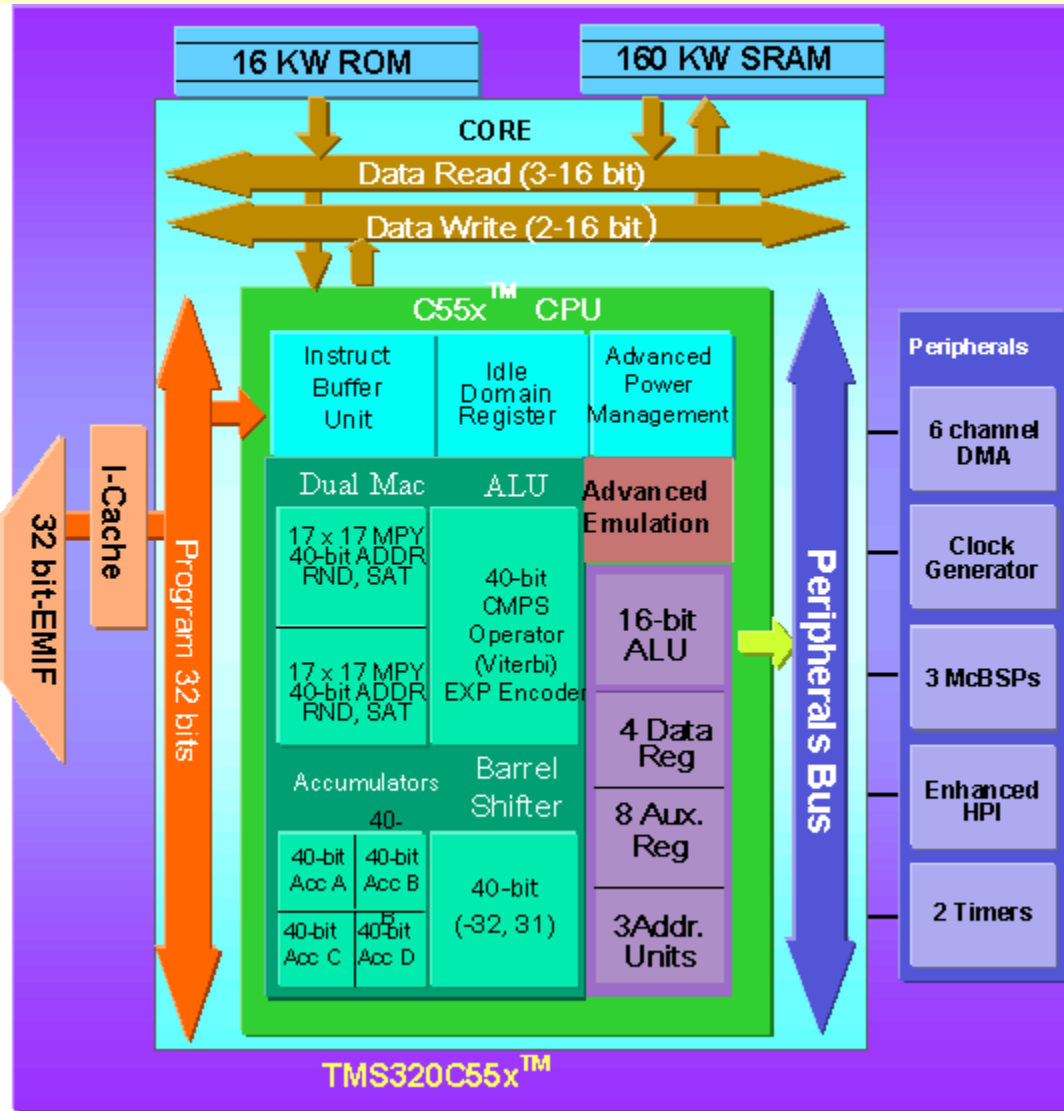 16 KW ROM
160 KW SRAM
CORE
Data Read (3-16 bit)
Data Write (2-16 bit)
C55x™ CPU
Instruct
Buffer
Unit
Idle
Domain
Register
Advanced
Power
Management
Dual Mac
ALU
Advanced
Emulation
17 x 17 MPY
40-bit ADDR
RND, SAT
17 x 17 MPY
40-bit ADDR
RND, SAT
40-bit
CMPS
Operator
(Viterbi)
EXP Encoder
16-bit
ALU
4 Data
Reg
8 Aux.
Reg
3Addr.
Units
Accumulators
40-
40-bit
Acc A
40-bit
Acc B
B
40-bit
Acc C
40-bit
Acc D
Barrel
Shifter
40-bit
(-32, 31)
32 bit-EMIF
I-Cache
Program 32 bits
Peripherals Bus
Peripherals
6 channel
DMA
Clock
Generator
3 McBSPs
Enhanced
HPI
2 Timers
TMS320C55x™